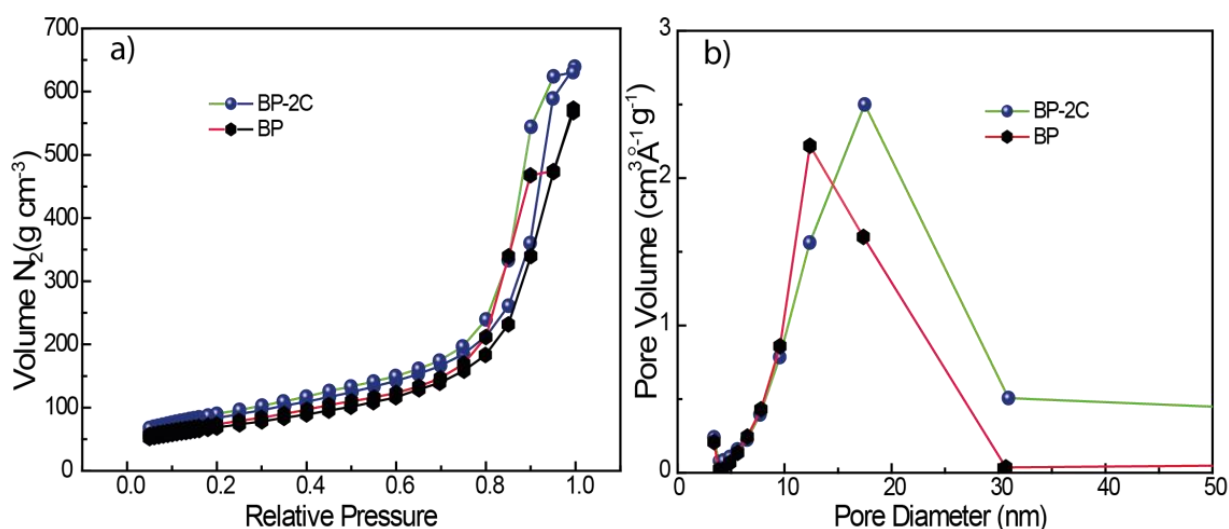 a)
BP-2C
BP
Volume N₂(g cm⁻³)
700
600
500
400
300
200
100
0
0.0 0.2 0.4 0.6 0.8 1.0
Relative Pressure
b)
BP-2C
BP
Pore Volume (cm³Å⁻¹g⁻¹)
3
2
1
0
0 10 20 30 40 50
Pore Diameter (nm)